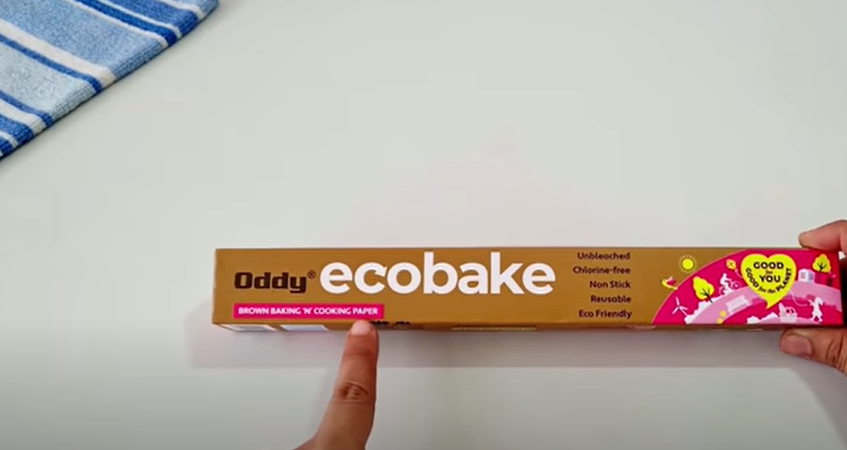 Oddy® ecobake
BROWN BAKING 'N' COOKING PAPER
Unbleached
Chlorine-free
Non Stick
Reusable
Eco Friendly
GOOD
for
YOU
GOOD for the PLANET